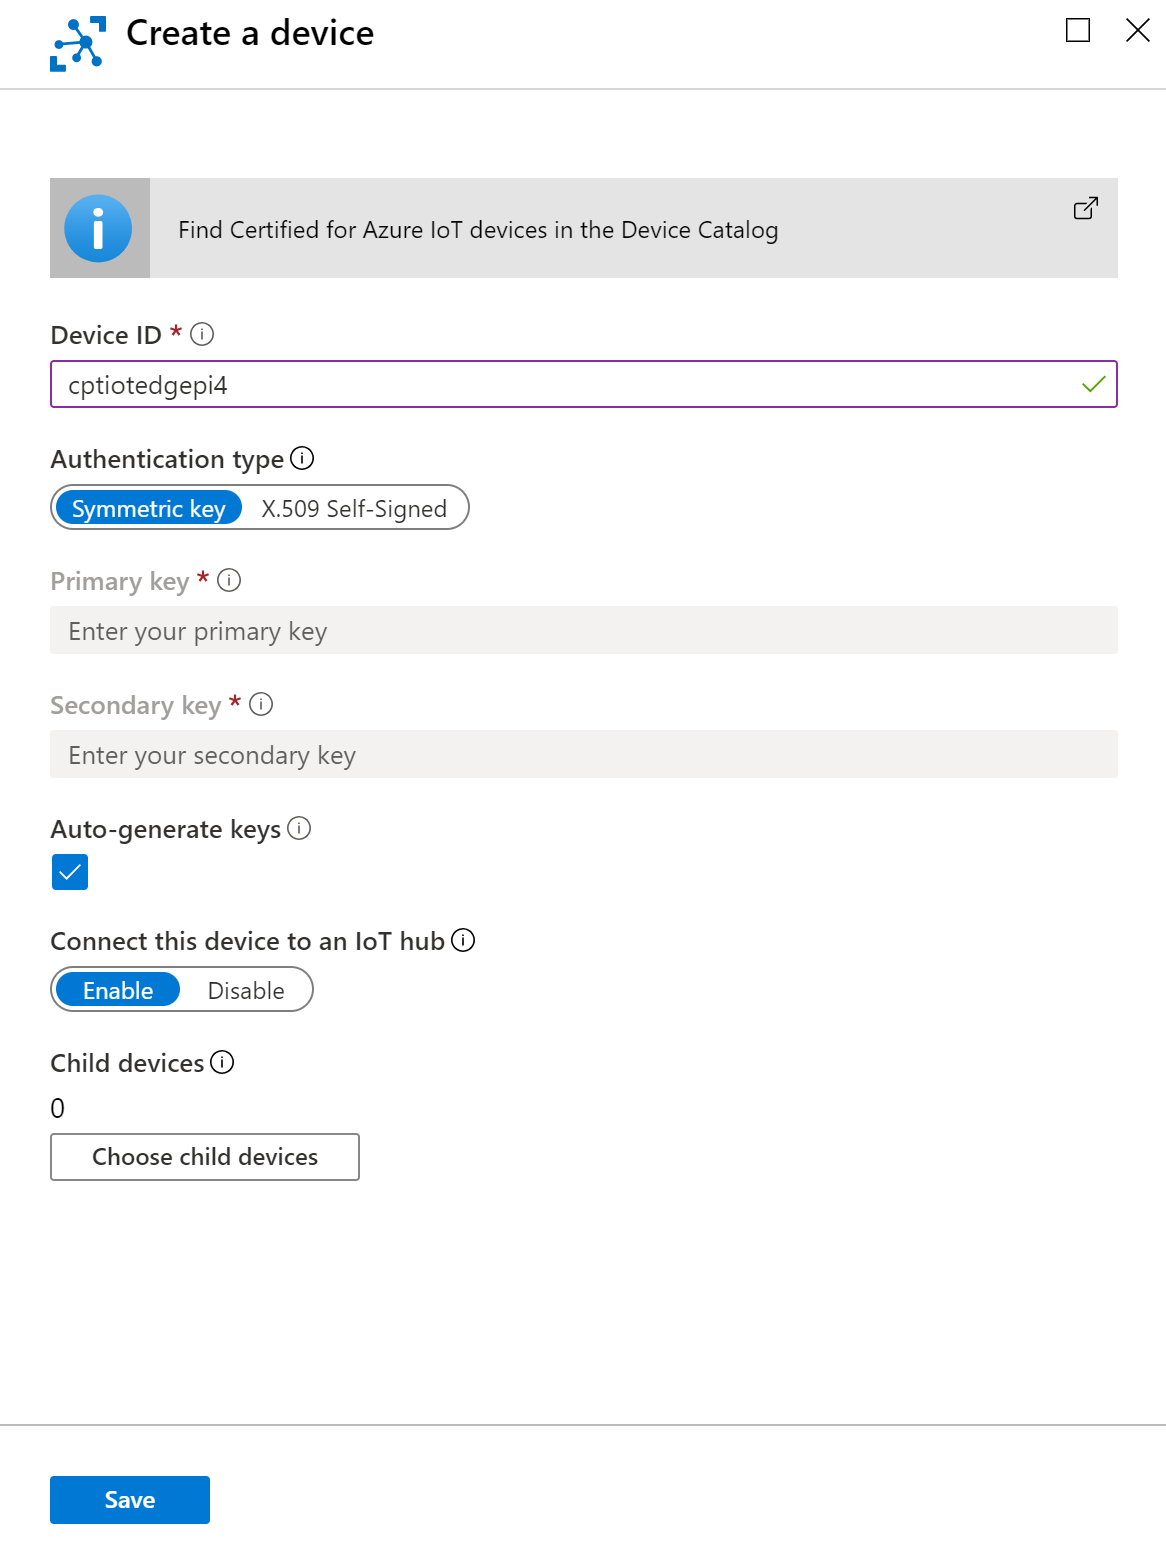 Create a device
Find Certified for Azure IoT devices in the Device Catalog
Device ID *
cptiotedgepi4
Authentication type
Symmetric key X.509 Self-Signed
Primary key *
Enter your primary key
Secondary key *
Enter your secondary key
Auto-generate keys
Connect this device to an IoT hub
Enable Disable
Child devices
0
Choose child devices
Save